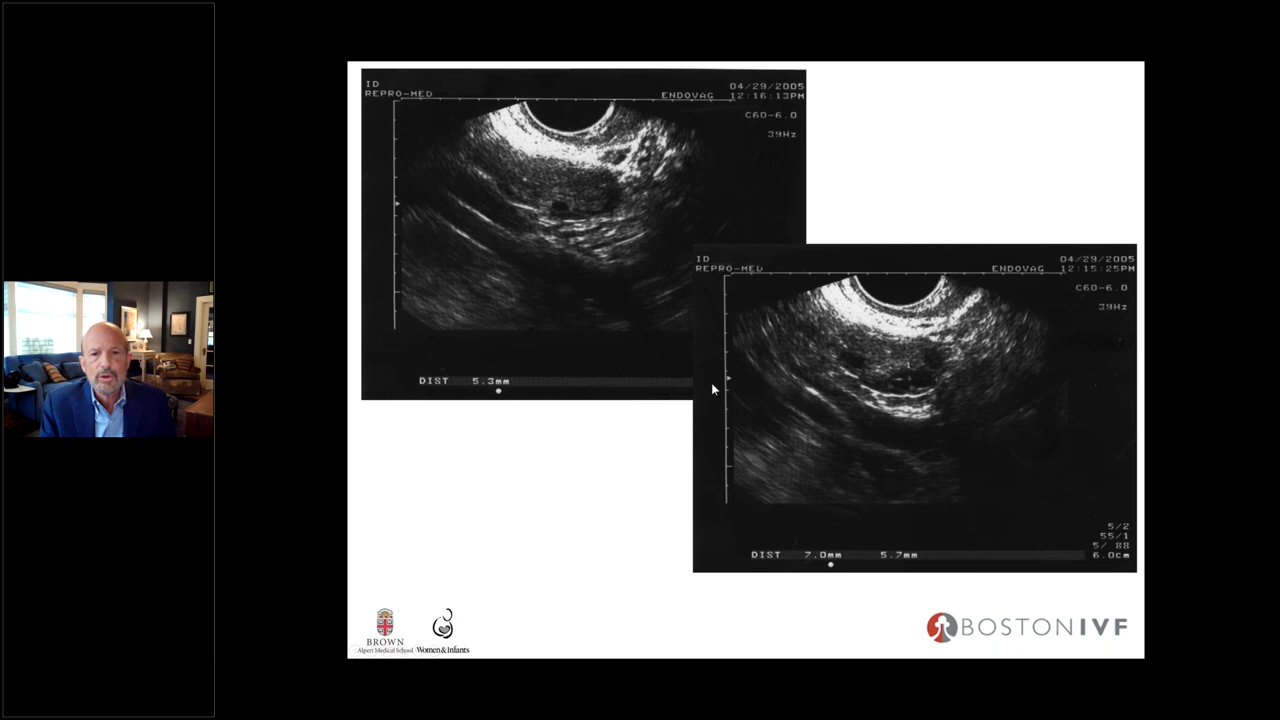 ID
REPRO-MED
ENDOVAG
04/29/2005
12:16:13PM
C60-6.0
39Hz
DIST 5.3mm
ID
REPRO-MED
ENDOVAG
04/29/2005
12:15:25PM
C60-6.0
39Hz
1
5/2
55/1
5/ 88
6.0cm
DIST 7.0mm 5.7mm
BROWN
Alpert Medical School
Women & Infants
BOSTONIVF